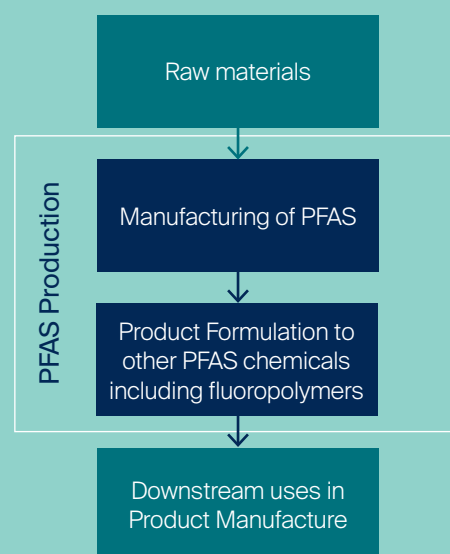 Raw materials
PFAS Production
Manufacturing of PFAS
Product Formulation to
other PFAS chemicals
including fluoropolymers
Downstream uses in
Product Manufacture